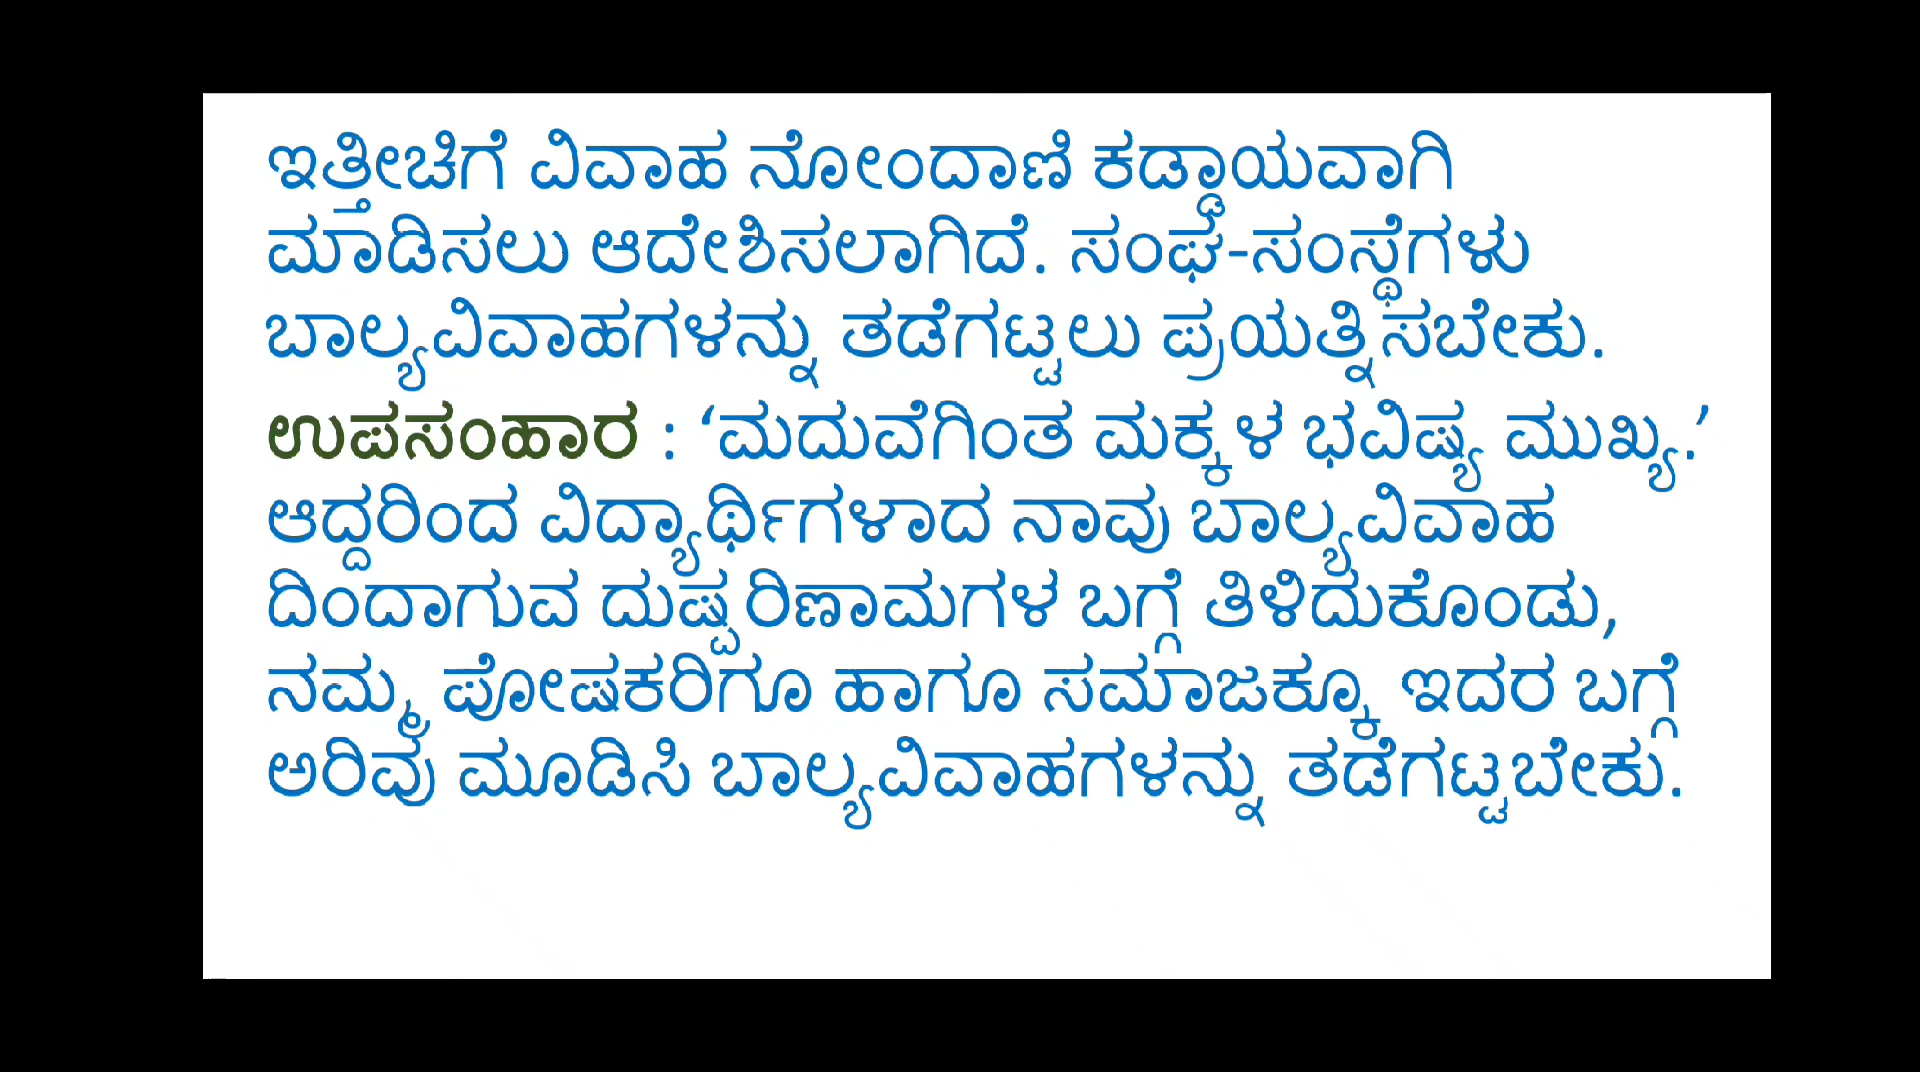 ಇತ್ತೀಚಿಗೆ ವಿವಾಹ ನೋಂದಾಣಿ ಕಡ್ಡಾಯವಾಗಿ
ಮಾಡಿಸಲು ಆದೇಶಿಸಲಾಗಿದೆ. ಸಂಘ-ಸಂಸ್ಥೆಗಳು
ಬಾಲ್ಯವಿವಾಹಗಳನ್ನು ತಡೆಗಟ್ಟಲು ಪ್ರಯತ್ನಿಸಬೇಕು.
ಉಪಸಂಹಾರ : ‘ಮದುವೆಗಿಂತ ಮಕ್ಕಳ ಭವಿಷ್ಯ ಮುಖ್ಯ.’
ಆದ್ದರಿಂದ ವಿದ್ಯಾರ್ಥಿಗಳಾದ ನಾವು ಬಾಲ್ಯವಿವಾಹ
ದಿಂದಾಗುವ ದುಷ್ಪರಿಣಾಮಗಳ ಬಗ್ಗೆ ತಿಳಿದುಕೊಂಡು,
ನಮ್ಮ ಪೋಷಕರಿಗೂ ಹಾಗೂ ಸಮಾಜಕ್ಕೂ ಇದರ ಬಗ್ಗೆ
ಅರಿವು ಮೂಡಿಸಿ ಬಾಲ್ಯವಿವಾಹಗಳನ್ನು ತಡೆಗಟ್ಟಬೇಕು.